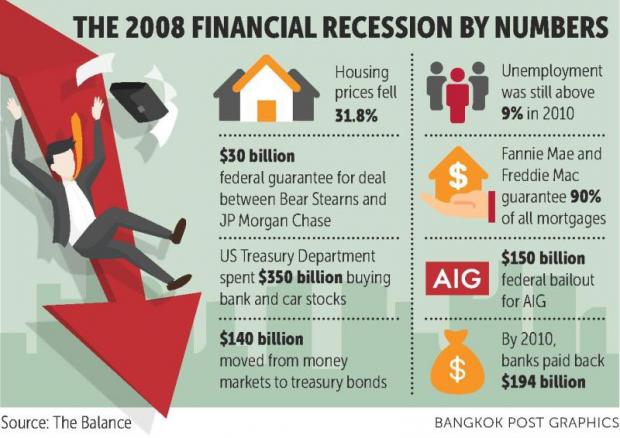 THE 2008 FINANCIAL RECESSION BY NUMBERS
Housing
prices fell
31.8%
$30 billion
federal guarantee for deal
between Bear Stearns and
JP Morgan Chase
US Treasury Department
spent $350 billion buying
bank and car stocks
$140 billion
moved from money
markets to treasury bonds
Unemployment
was still above
9% in 2010
$
Fannie Mae and
Freddie Mac
guarantee 90%
of all mortgages
AIG
$150 billion
federal bailout
for AIG
$
By 2010,
banks paid back
$194 billion
Source: The Balance
BANGKOK POST GRAPHICS